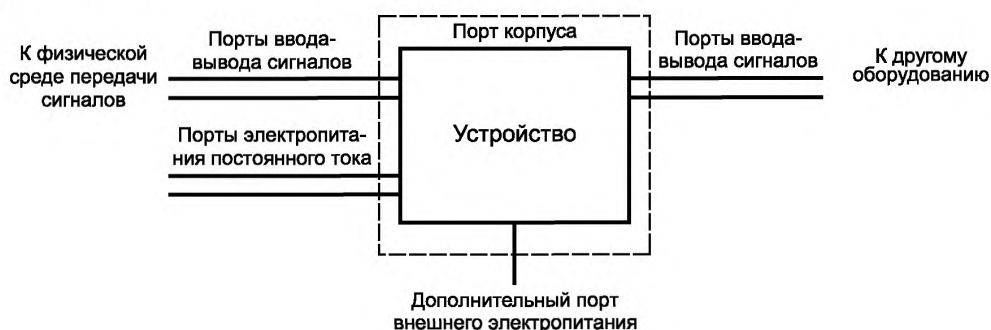 К физической
среде передачи
сигналов
Порты ввода-
вывода сигналов
Порт корпуса
Порты ввода-
вывода сигналов
К другому
оборудованию
Порты электропита-
ния постоянного тока
Устройство
Дополнительный порт
внешнего электропитания